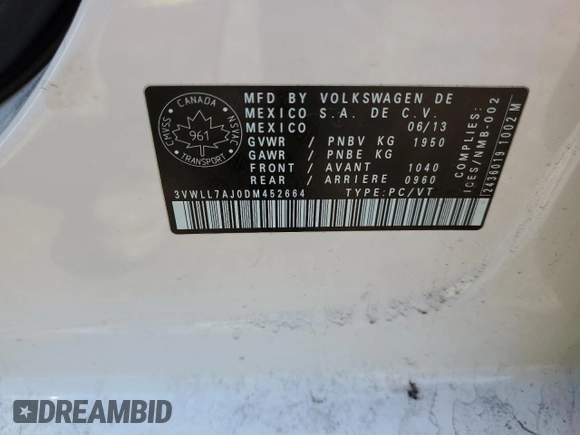 CANADA
CMVSS
NSVAC
961
TRANSPORT
MFD BY VOLKSWAGEN DE
MEXICO S.A. DE C.V.
MEXICO 06/13
GVWR / PNBV KG 1950
GAWR / PNBE KG
FRONT / AVANT 1040
REAR / ARRIERE 0960
3VWLL7AJ0DM452664 TYPE:PC/VT
COMPLIES:
ICES/NMB-002
12436019 1002 M
DREAMBID